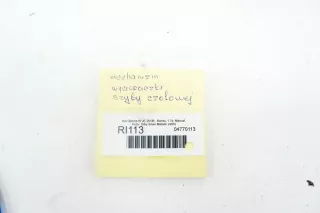 mechanizm
wycieraczki
szyby czołowej
RI113
04770113